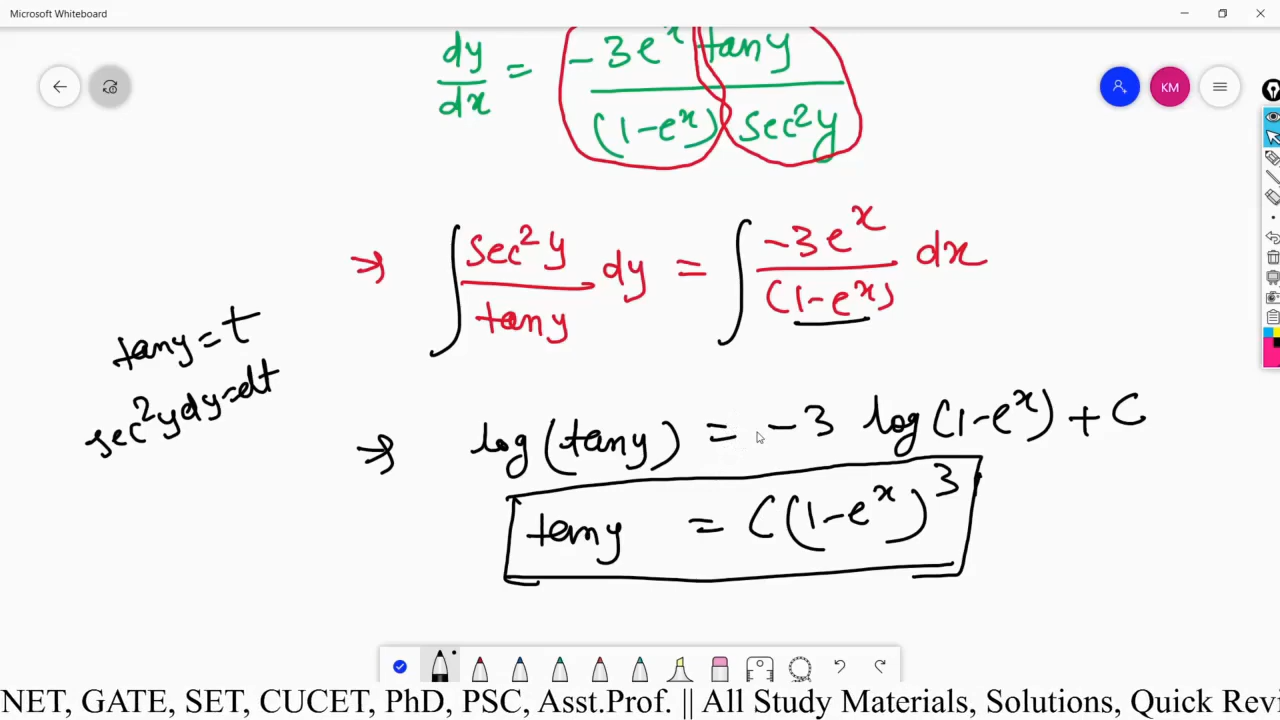 Microsoft Whiteboard
KM
dy/dx = -3e^x tany / (1-e^x) sec²y
⇒ ∫ sec²y / tany dy = ∫ -3e^x / (1-e^x) dx
tany = t
sec²y dy = dt
⇒ log(tany) = -3 log(1-e^x) + C
tany = C(1-e^x)^3
NET, GATE, SET, CUCET, PhD, PSC, Asst.Prof. || All Study Materials, Solutions, Quick Revi